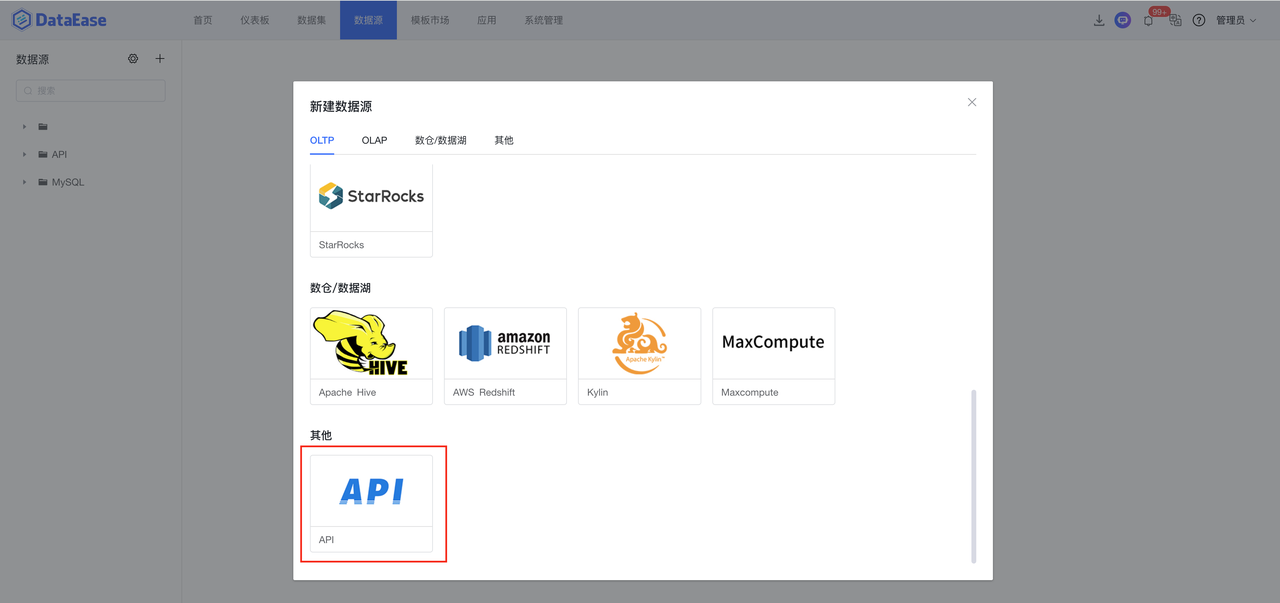 DataEase 首页 仪表板 数据集 数据源 模板市场 应用 系统管理 99+ 管理员
数据源
搜索
API
MySQL
新建数据源
OLTP OLAP 数仓/数据湖 其他
StarRocks
StarRocks
数仓/数据湖
HIVE amazon REDSHIFT Apache Kylin™ MaxCompute
Apache Hive AWS Redshift Kylin Maxcompute
其他
API
API